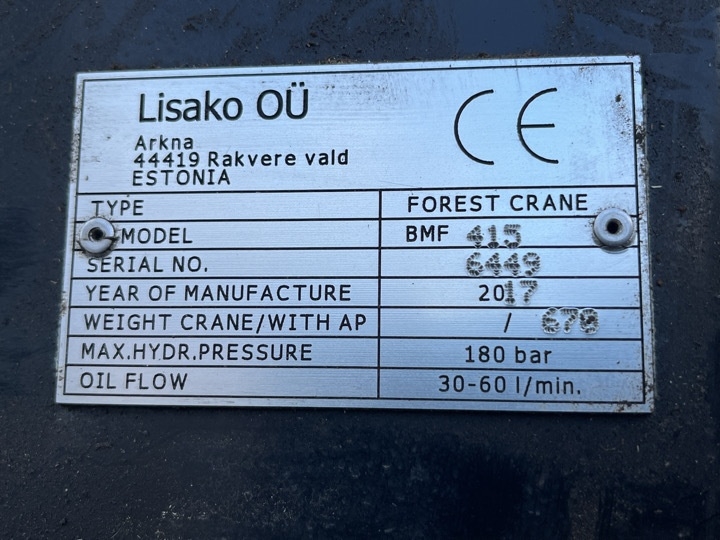 Lisako OÜ
CE
Arkna
44419 Rakvere vald
ESTONIA
TYPE FOREST CRANE
MODEL BMF 415
SERIAL NO. 6449
YEAR OF MANUFACTURE 2017
WEIGHT CRANE/WITH AP / 670
MAX.HYDR.PRESSURE 180 bar
OIL FLOW 30-60 l/min.